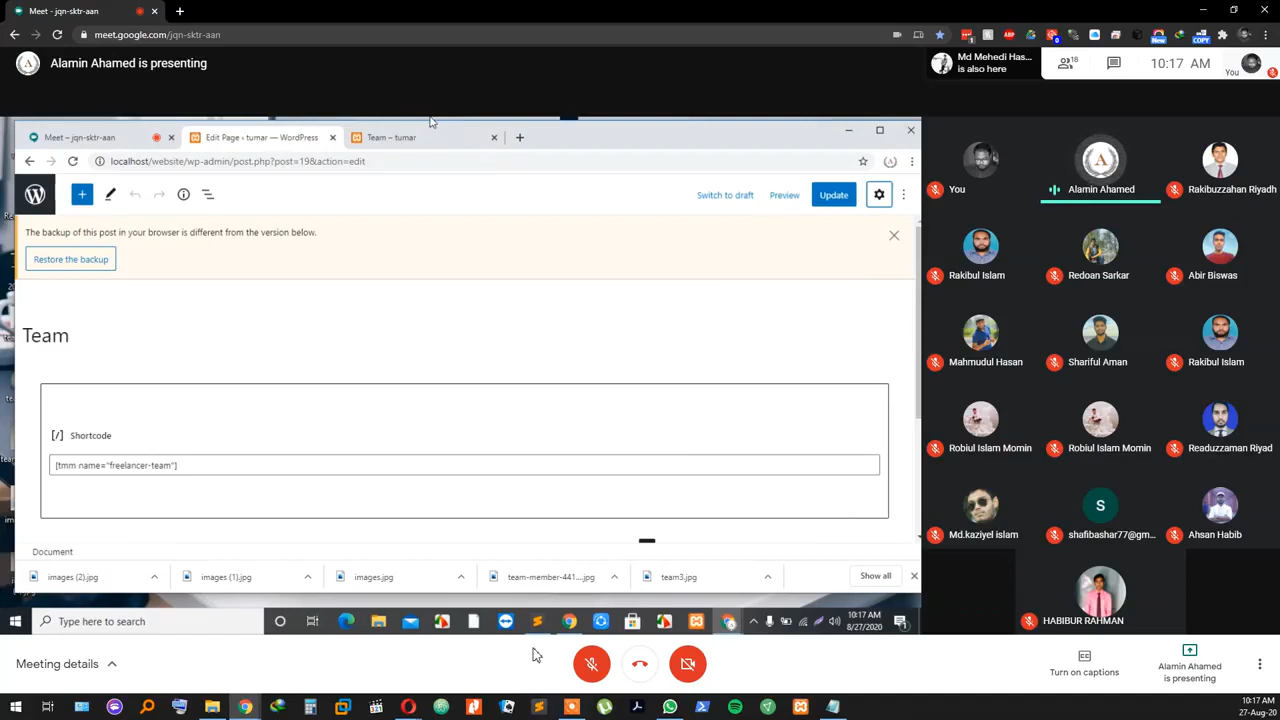 Meet - jqn-sktr-aan
meet.google.com/jqn-sktr-aan
New
COPY
Alamin Ahamed is presenting
Md Mehedi Has...
is also here
18
10:17 AM
You
Meet – jqn-sktr-aan
Edit Page ‹ tumar — WordPress
Team – tumar
localhost/website/wp-admin/post.php?post=19&action=edit
Switch to draft
Preview
Update
The backup of this post in your browser is different from the version below.
Restore the backup
Team
[/] Shortcode
[tmm name="freelancer-team"]
Document
images (2).jpg
images (1).jpg
images.jpg
team-member-441....jpg
team3.jpg
Show all
Type here to search
10:17 AM
8/27/2020
You
Alamin Ahamed
Rakibuzzahan Riyadh
Rakibul Islam
Redoan Sarkar
Abir Biswas
Mahmudul Hasan
Shariful Aman
Rakibul Islam
Robiul Islam Momin
Robiul Islam Momin
Readuzzaman Riyad
Md.kaziyel islam
S
shafibashar77@gm...
Ahsan Habib
HABIBUR RAHMAN
Meeting details
Turn on captions
Alamin Ahamed
is presenting
10:17 AM
27-Aug-20